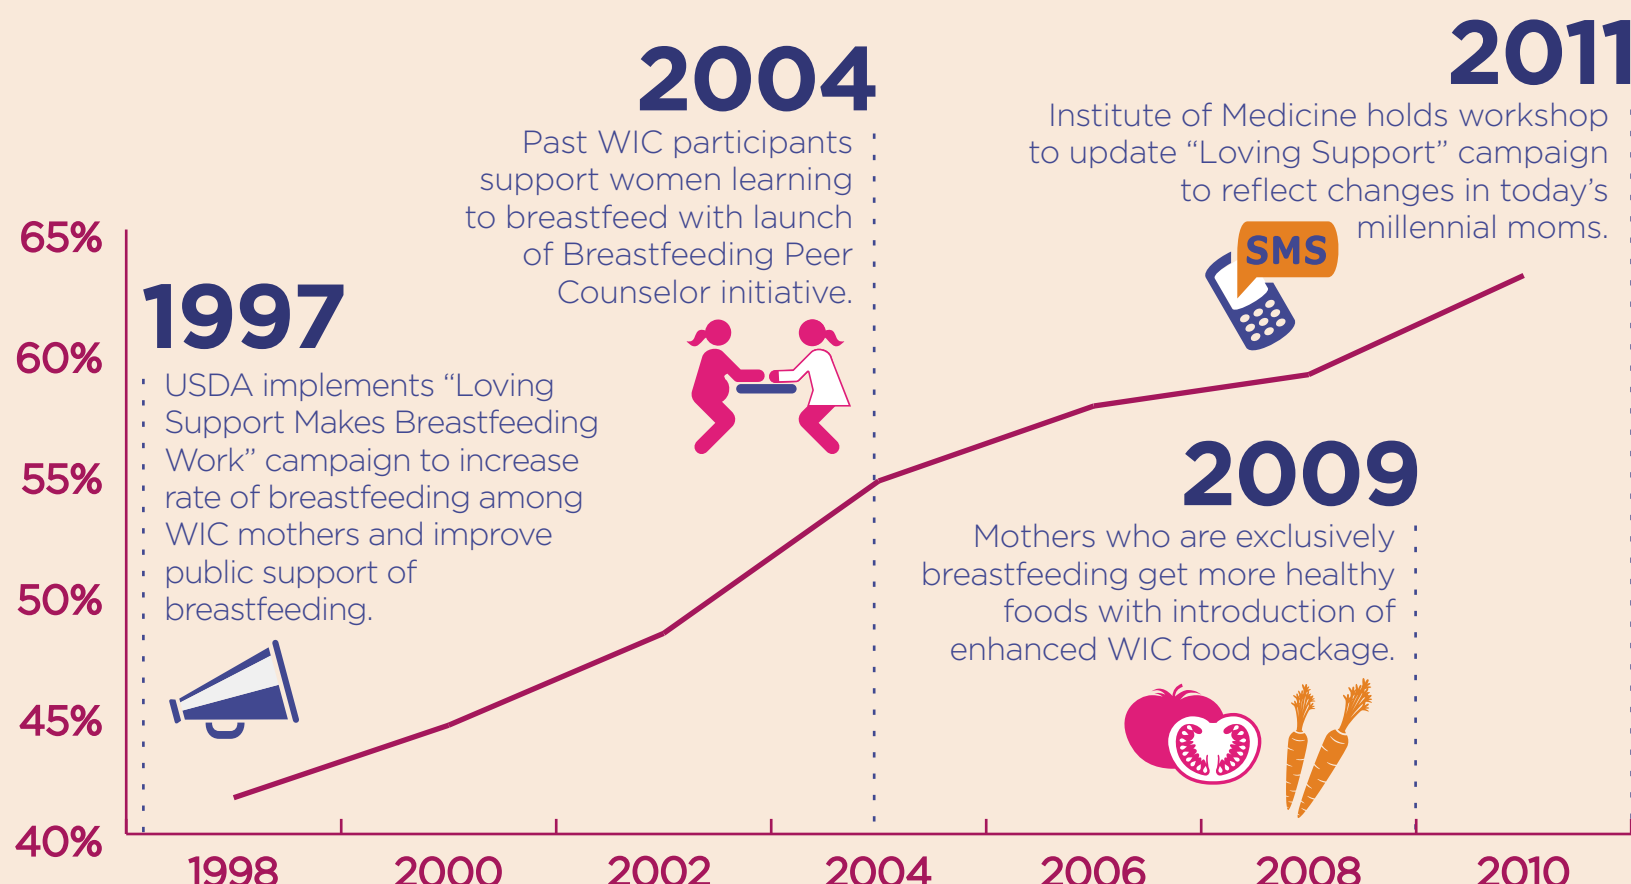 2004
Past WIC participants
support women learning
to breastfeed with launch
of Breastfeeding Peer
Counselor initiative.
2011
Institute of Medicine holds workshop
to update “Loving Support” campaign
to reflect changes in today’s
millennial moms.
SMS
1997
USDA implements “Loving
Support Makes Breastfeeding
Work” campaign to increase
rate of breastfeeding among
WIC mothers and improve
public support of
breastfeeding.
2009
Mothers who are exclusively
breastfeeding get more healthy
foods with introduction of
enhanced WIC food package.
65%
60%
55%
50%
45%
40%
1998 2000 2002 2004 2006 2008 2010